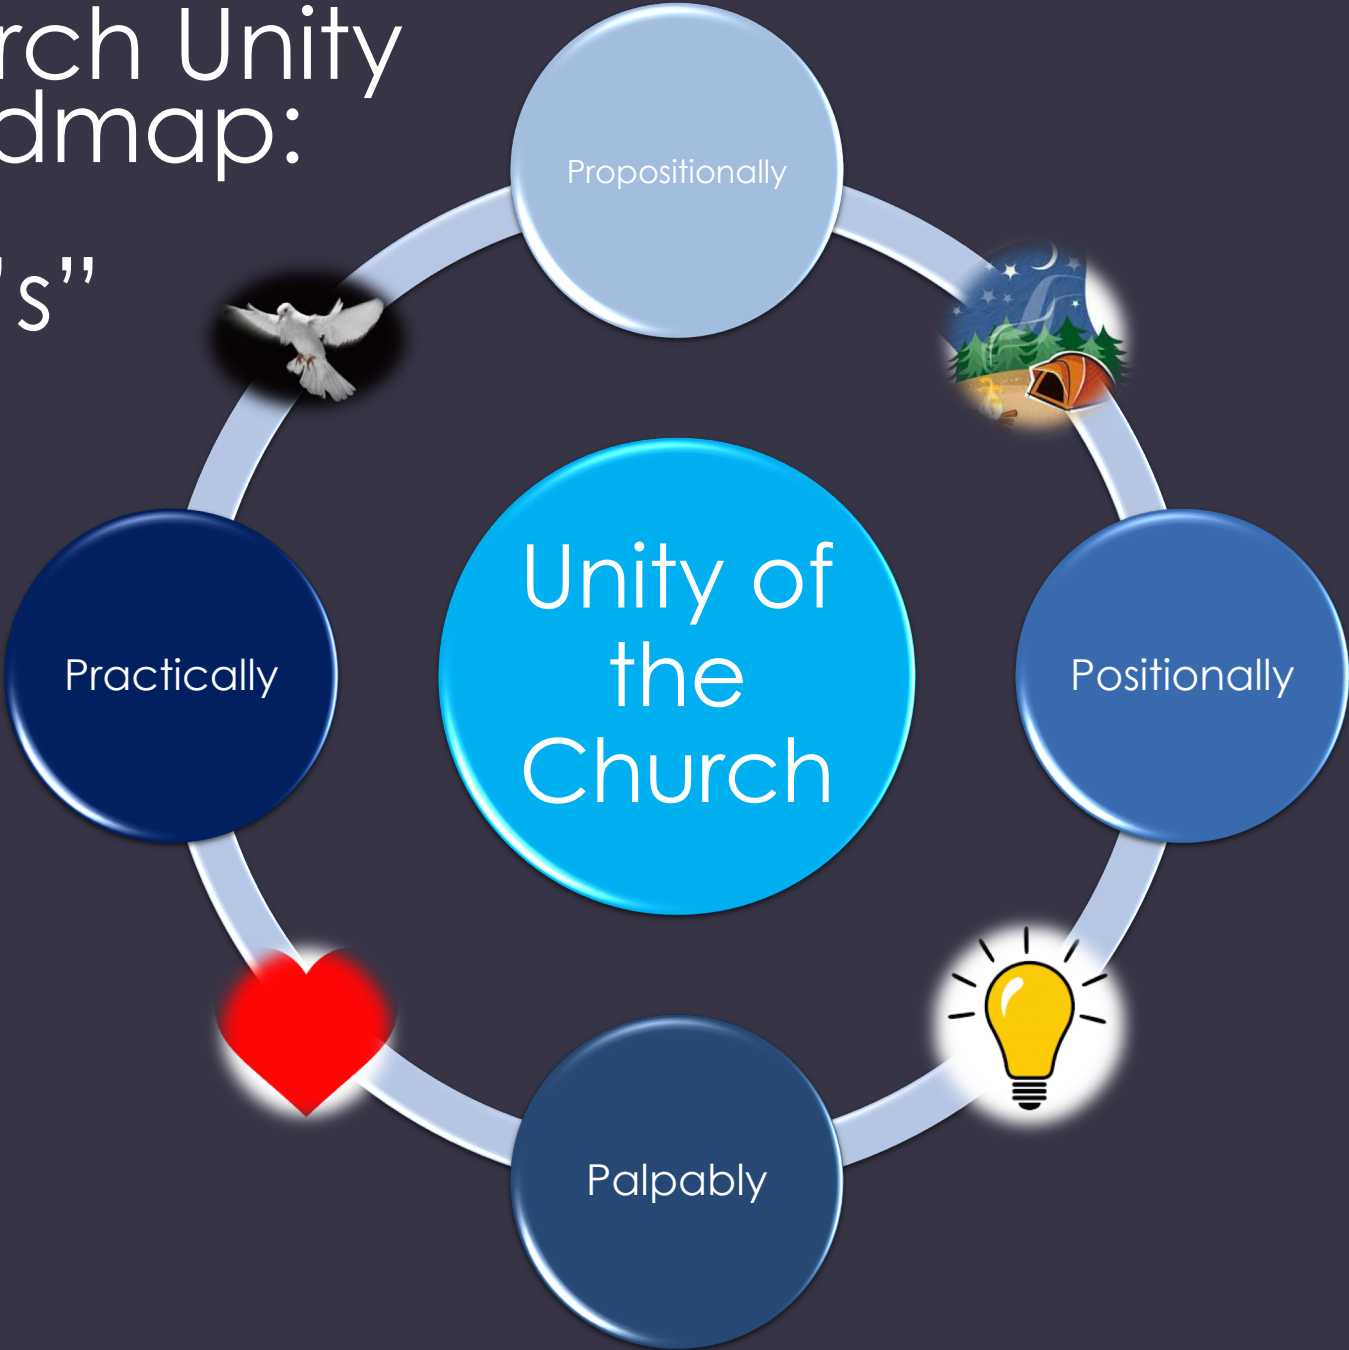 rch Unity
dmap:
's”
Propositionally
Practically
Unity of
the
Church
Positionally
Palpably